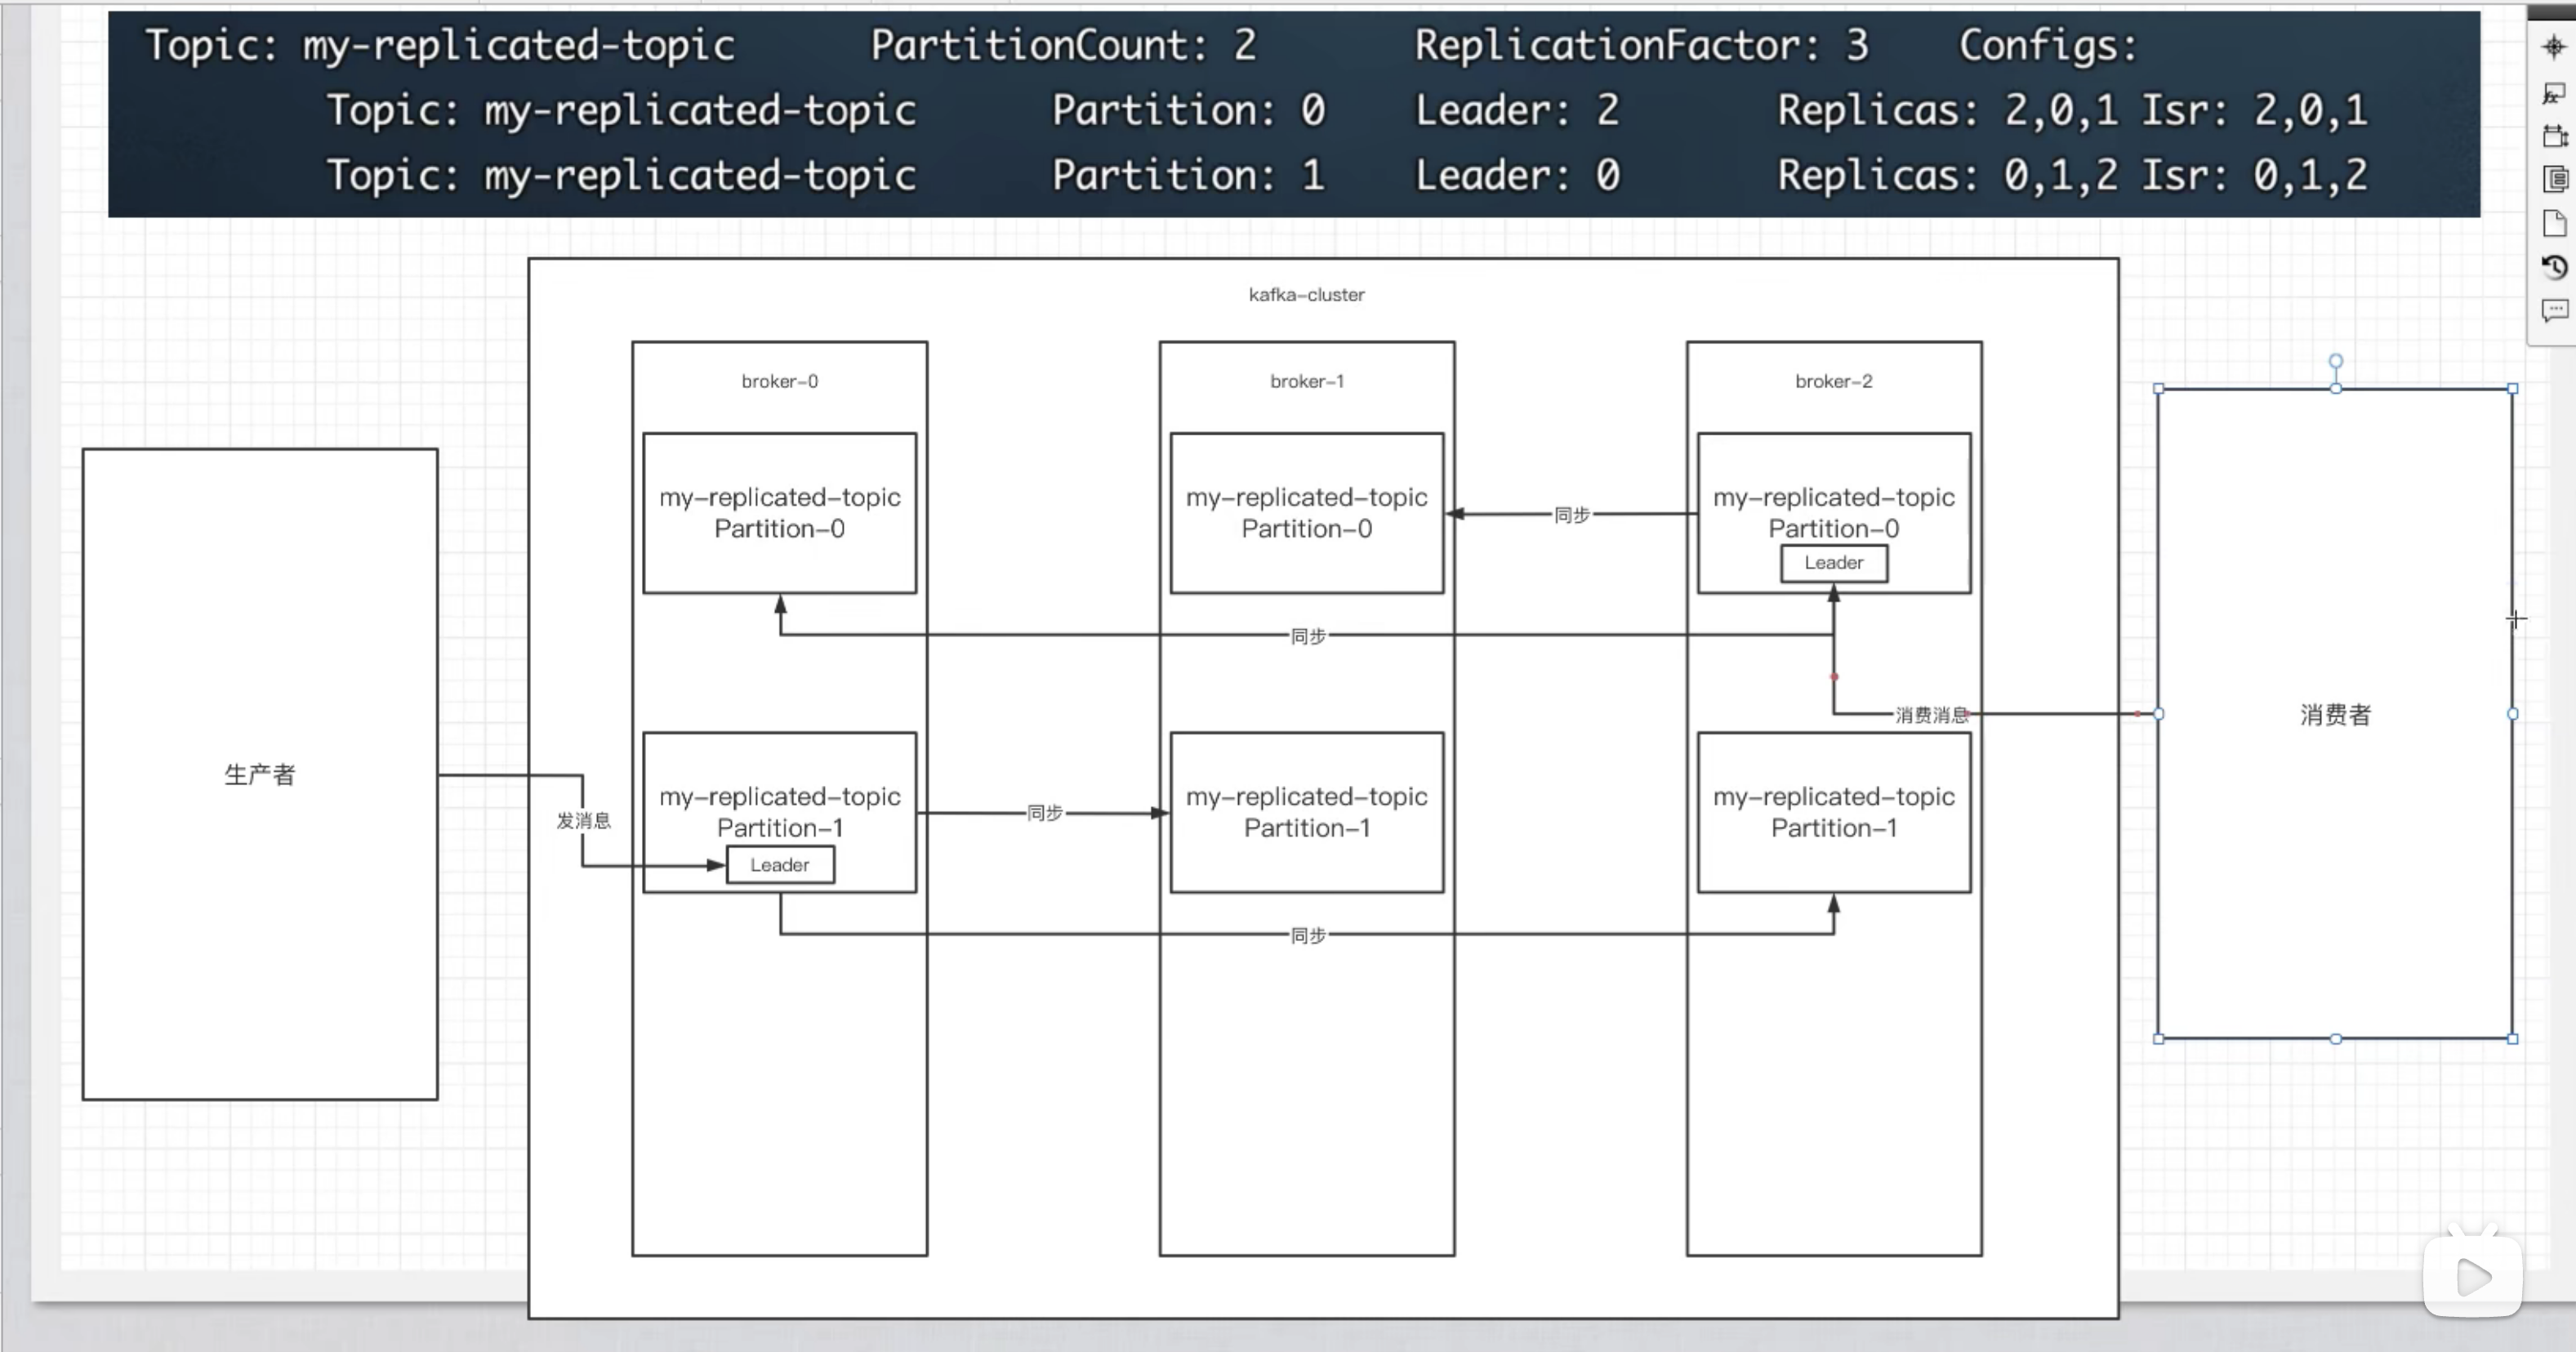 Topic: my-replicated-topic PartitionCount: 2 ReplicationFactor: 3 Configs:
Topic: my-replicated-topic Partition: 0 Leader: 2 Replicas: 2,0,1 Isr: 2,0,1
Topic: my-replicated-topic Partition: 1 Leader: 0 Replicas: 0,1,2 Isr: 0,1,2
kafka-cluster
broker-0
broker-1
broker-2
my-replicated-topic
Partition-0
my-replicated-topic
Partition-0
同步
my-replicated-topic
Partition-0
Leader
同步
消费消息
消费者
生产者
发消息
my-replicated-topic
Partition-1
Leader
同步
my-replicated-topic
Partition-1
my-replicated-topic
Partition-1
同步